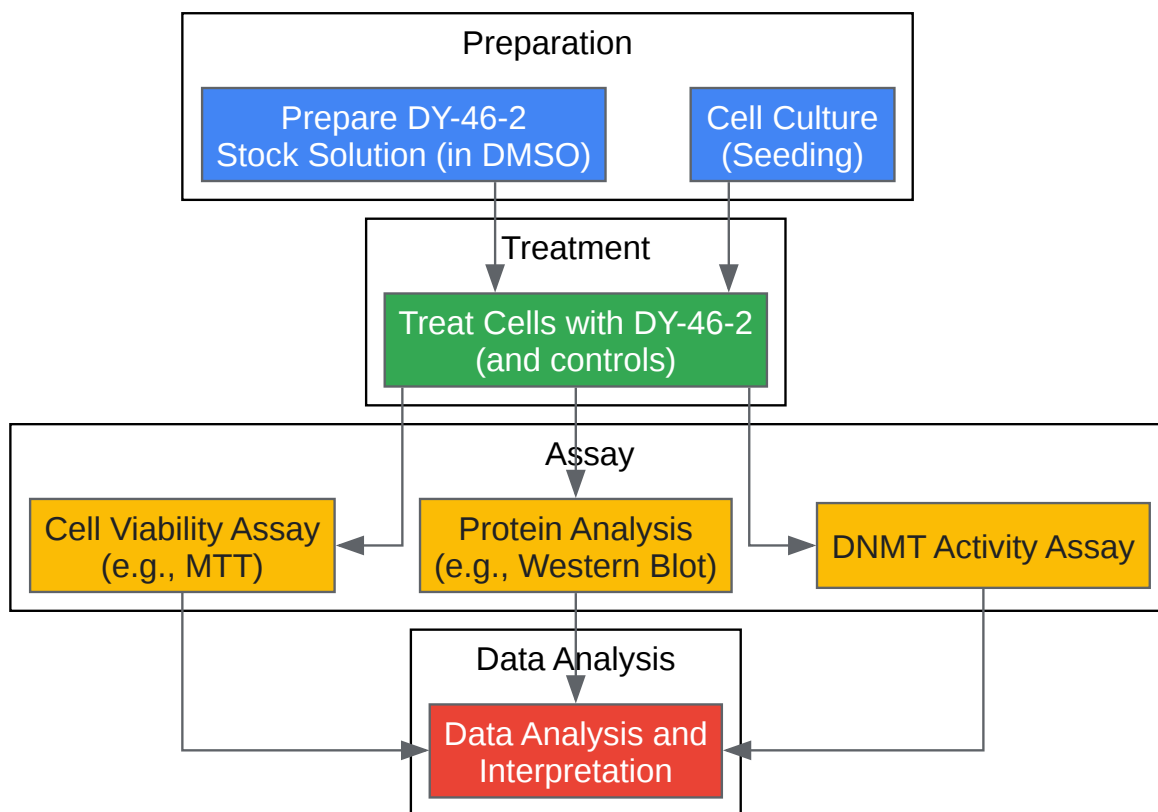 Preparation
Prepare DY-46-2
Stock Solution (in DMSO)
Cell Culture
(Seeding)
Treatment
Treat Cells with DY-46-2
(and controls)
Assay
Cell Viability Assay
(e.g., MTT)
Protein Analysis
(e.g., Western Blot)
DNMT Activity Assay
Data Analysis
Data Analysis and
Interpretation